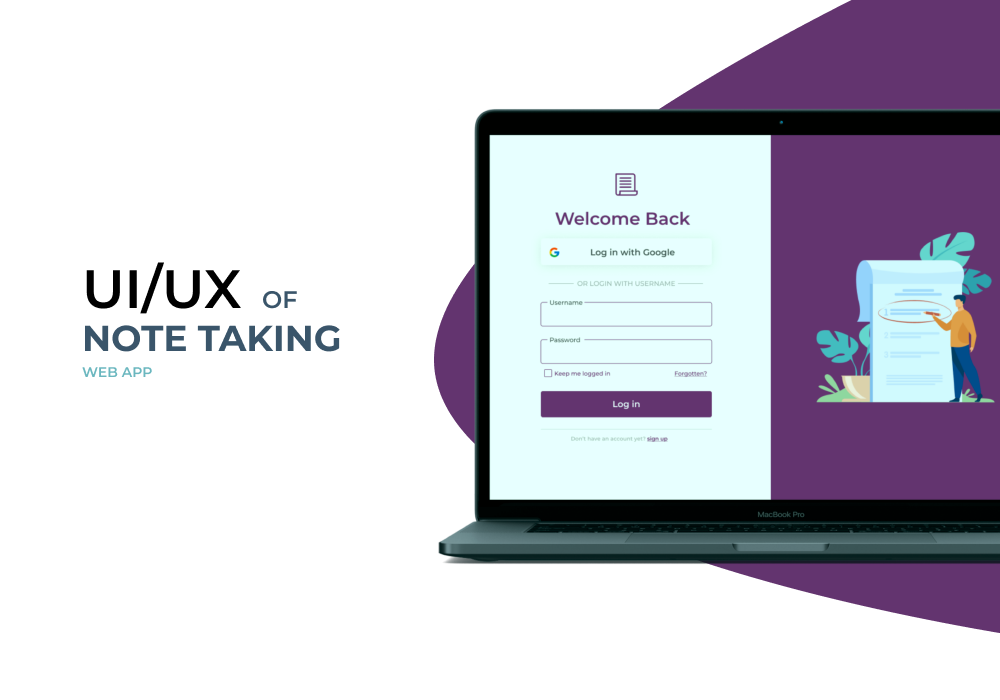 UI/UX OF
NOTE TAKING
WEB APP
Welcome Back
Log in with Google
OR LOGIN WITH USERNAME
Username
Password
Keep me logged in Forgotten?
Log in
Don't have an account yet? sign up
MacBook Pro